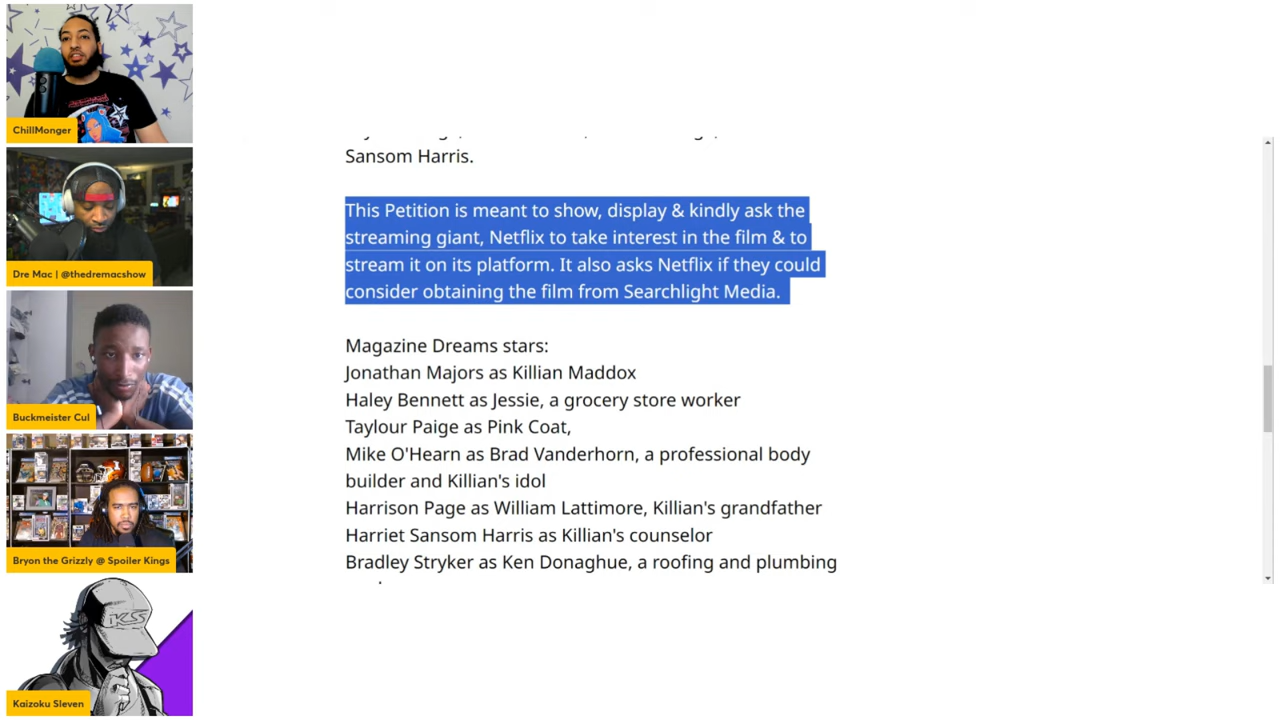 ChillMonger
Dre Mac | @thedremacshow
Buckmeister Cul
Bryon the Grizzly @ Spoiler Kings
KS
Kaizoku Sleven
Sansom Harris.
This Petition is meant to show, display & kindly ask the
streaming giant, Netflix to take interest in the film & to
stream it on its platform. It also asks Netflix if they could
consider obtaining the film from Searchlight Media.
Magazine Dreams stars:
Jonathan Majors as Killian Maddox
Haley Bennett as Jessie, a grocery store worker
Taylour Paige as Pink Coat,
Mike O'Hearn as Brad Vanderhorn, a professional body
builder and Killian's idol
Harrison Page as William Lattimore, Killian's grandfather
Harriet Sansom Harris as Killian's counselor
Bradley Stryker as Ken Donaghue, a roofing and plumbing